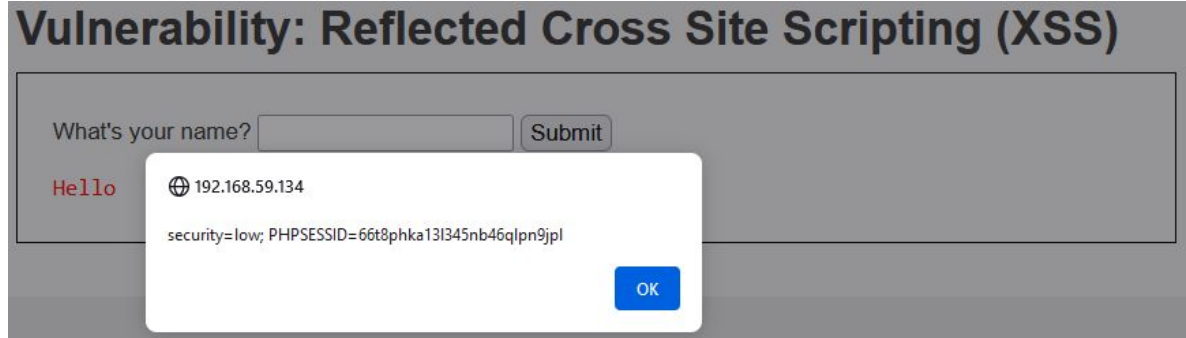 Vulnerability: Reflected Cross Site Scripting (XSS)
What's your name? Submit
Hello
192.168.59.134
security=low; PHPSESSID=66t8phka13l345nb46qlpn9jpl
OK